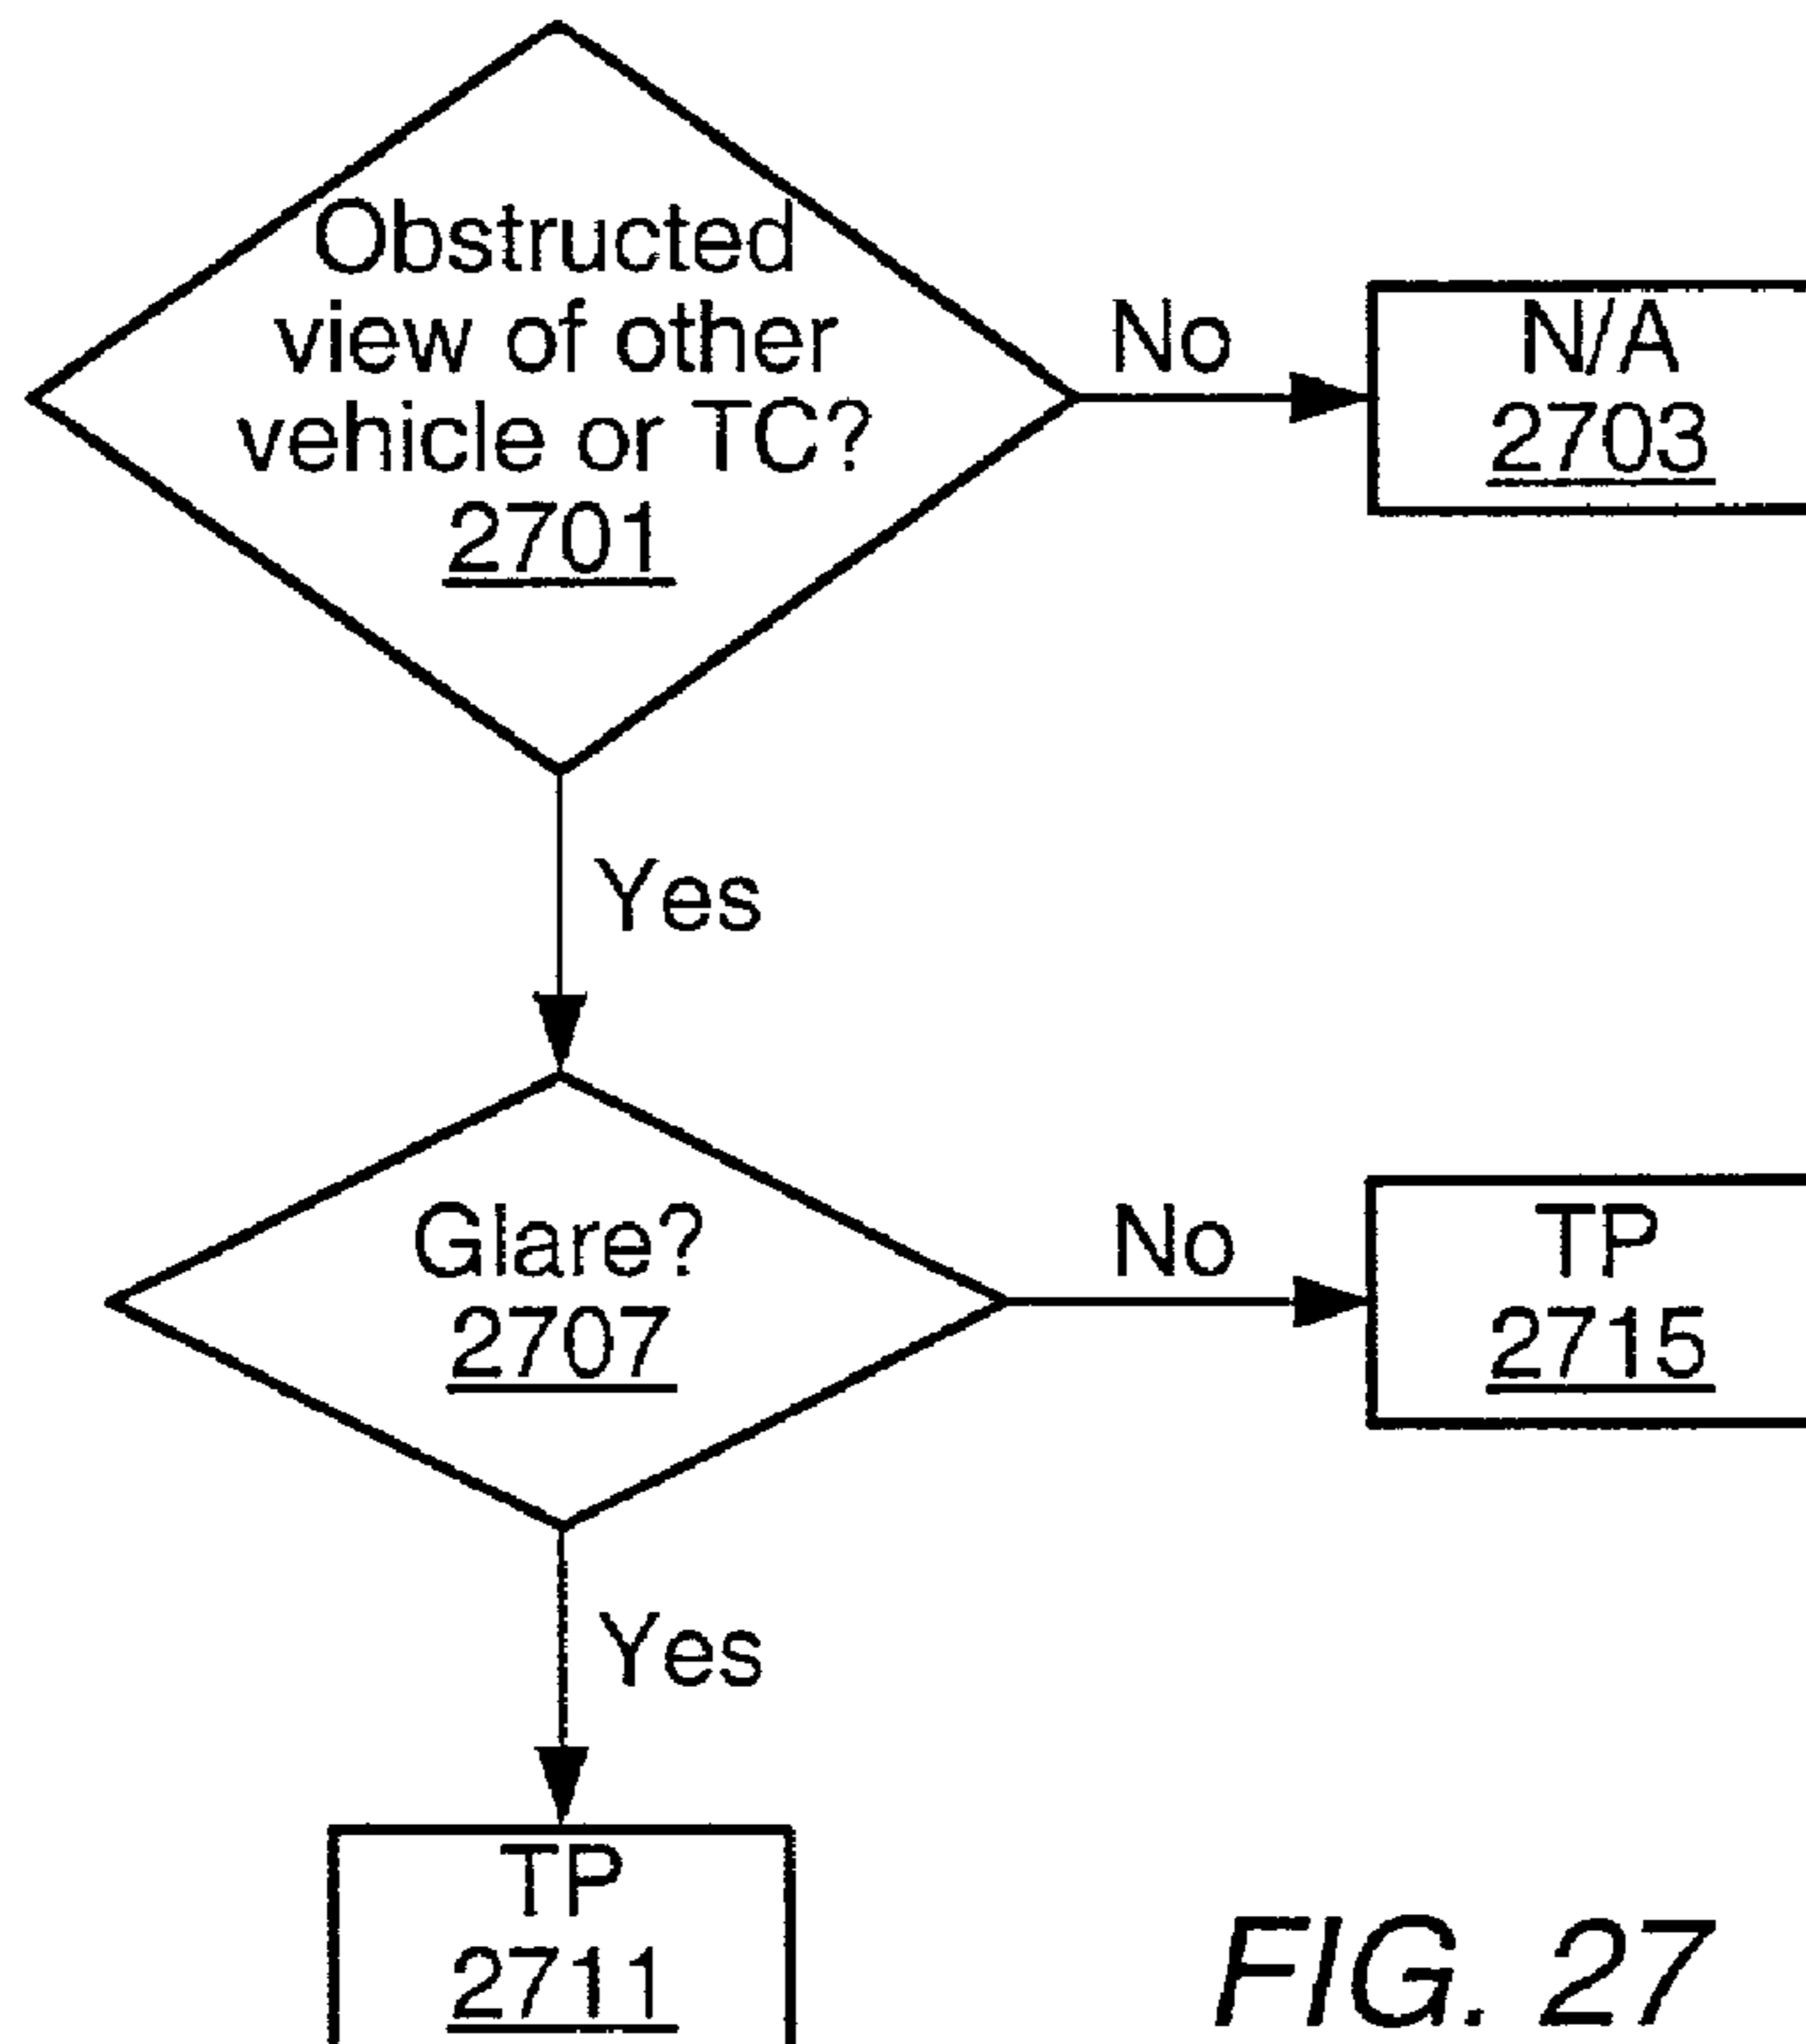 Obstructed
view of other
vehicle or TC?
2701
No
N/A
2703
Yes
Glare?
2707
No
TP
2715
Yes
TP
2711
FIG. 27